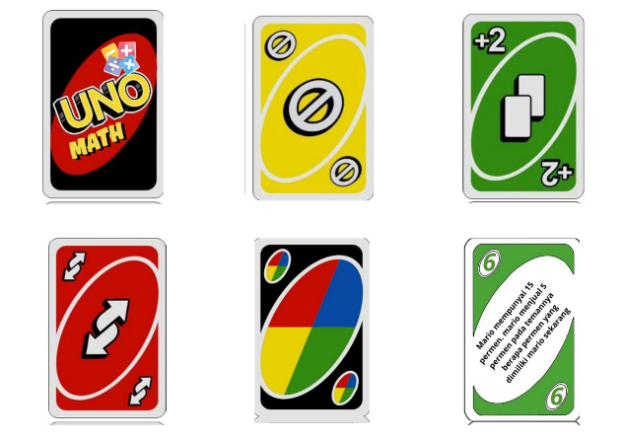 UNO
MATH
+2
+2
6
Mario mempunyai 15
permen. mario menjual 5
permen pada temannya
berapa permen yang
dimiliki mario sekarang
6